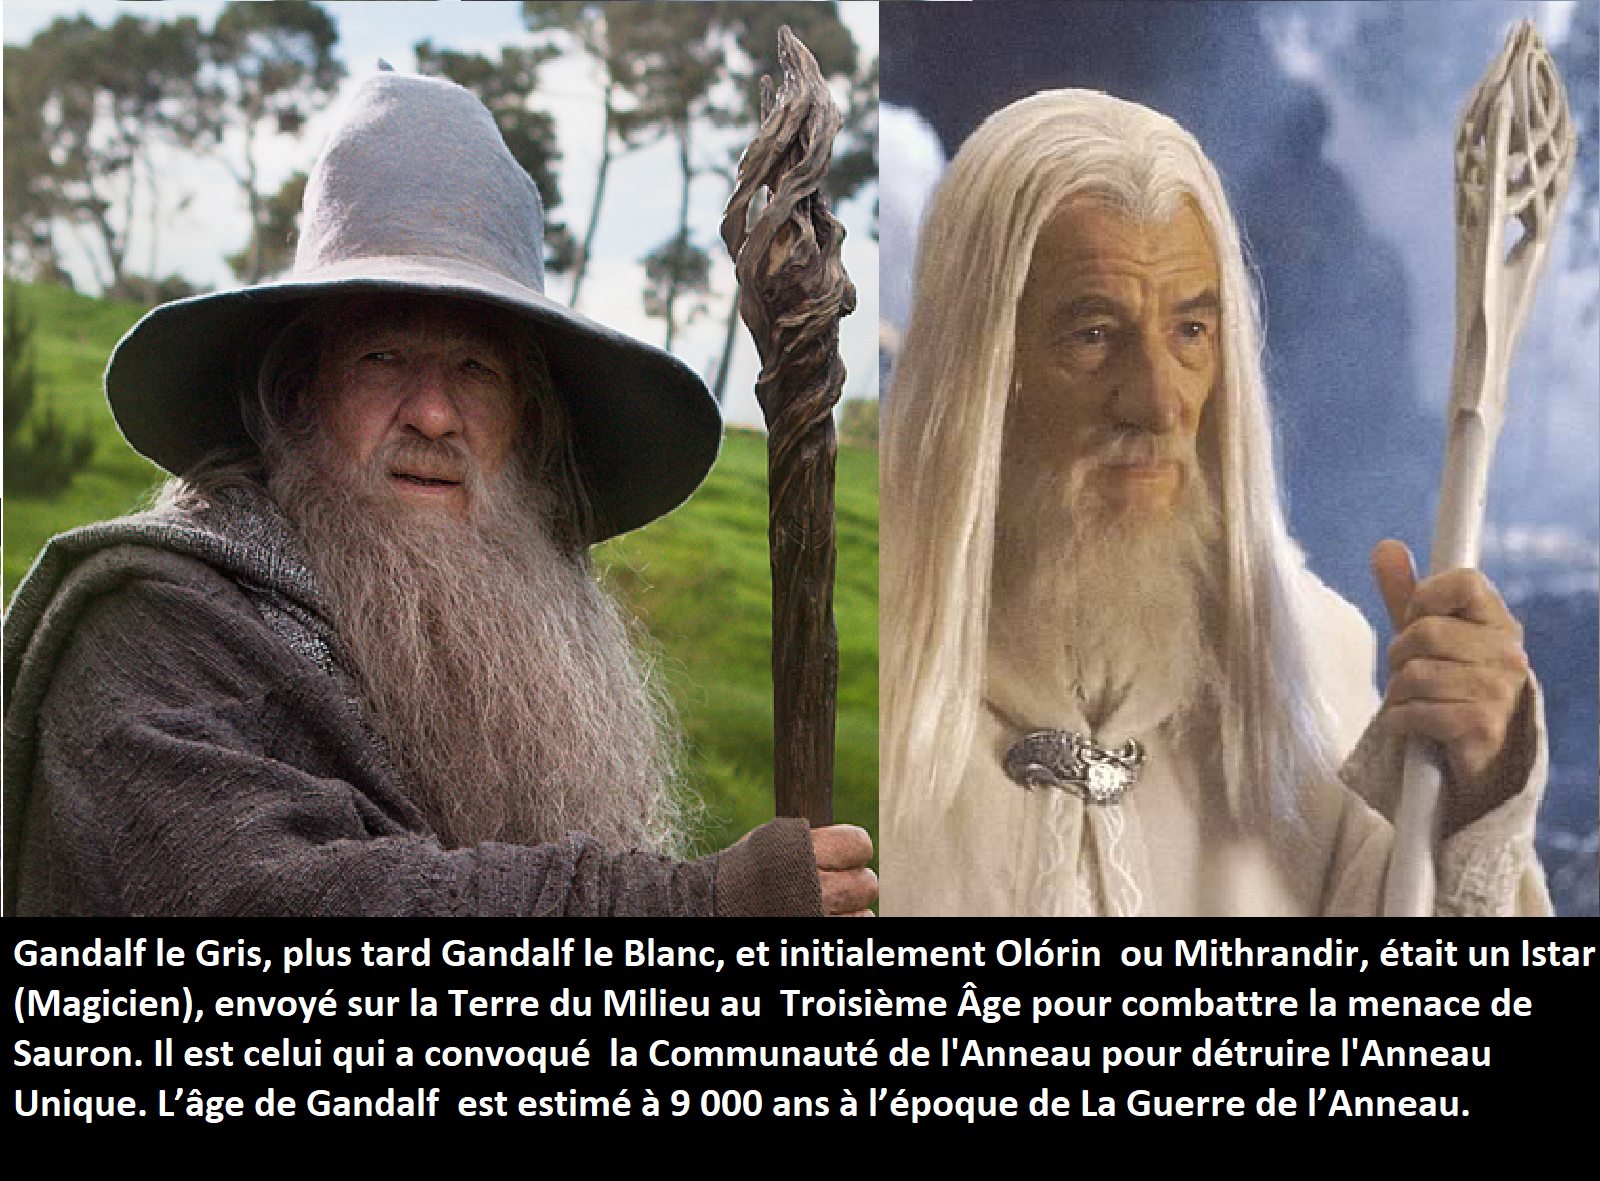 Gandalf le Gris, plus tard Gandalf le Blanc, et initialement Olórin  ou Mithrandir, était un Istar
(Magicien), envoyé sur la Terre du Milieu au  Troisième Âge pour combattre la menace de
Sauron. Il est celui qui a convoqué  la Communauté de l'Anneau pour détruire l'Anneau
Unique. L’âge de Gandalf  est estimé à 9 000 ans à l’époque de La Guerre de l’Anneau.